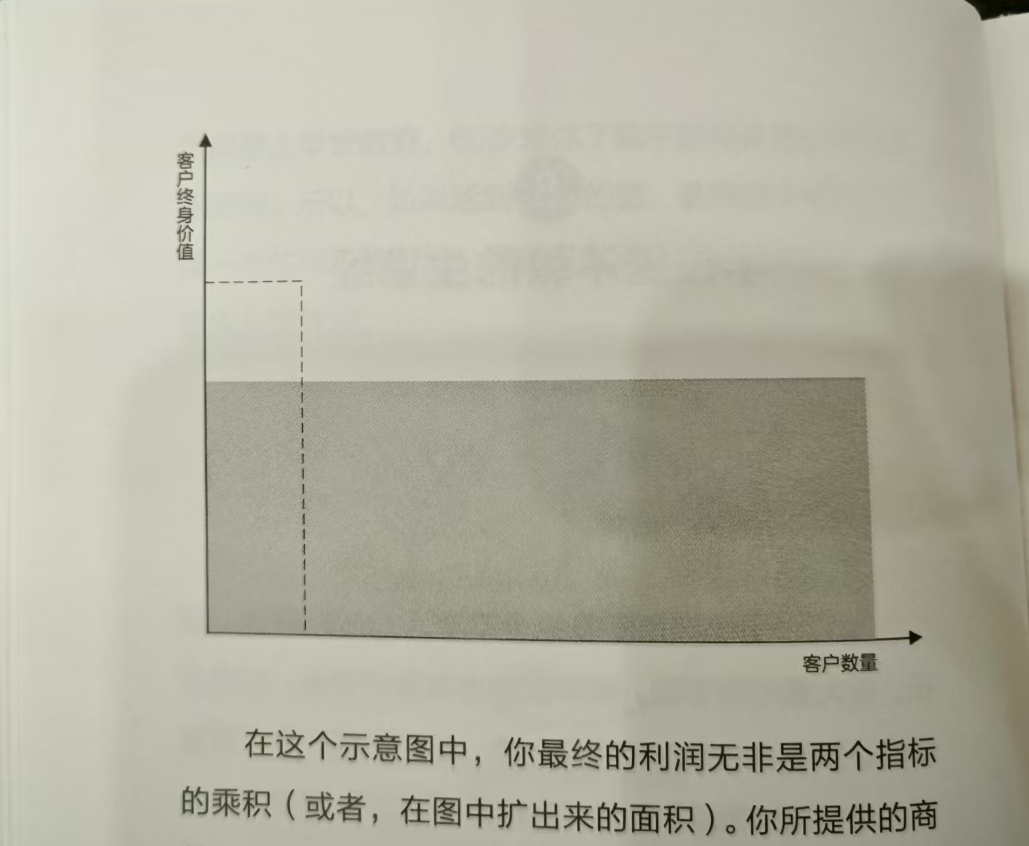 客户终身价值
客户数量
在这个示意图中，你最终的利润无非是两个指标
的乘积（或者，在图中扩出来的面积）。你所提供的商